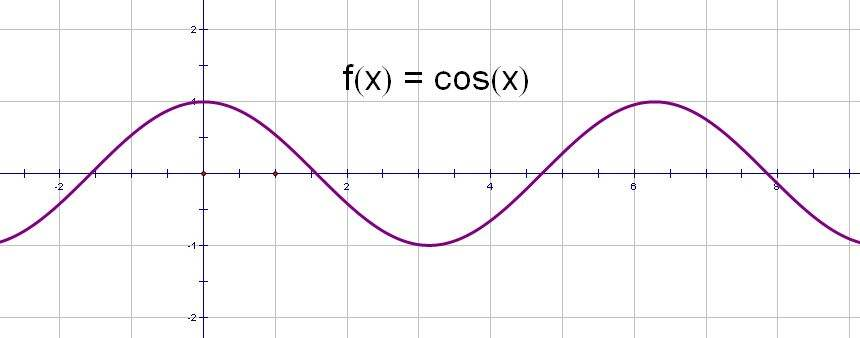 2
f(x) = cos(x)
1
-2 2 4 6 8
-1
-2